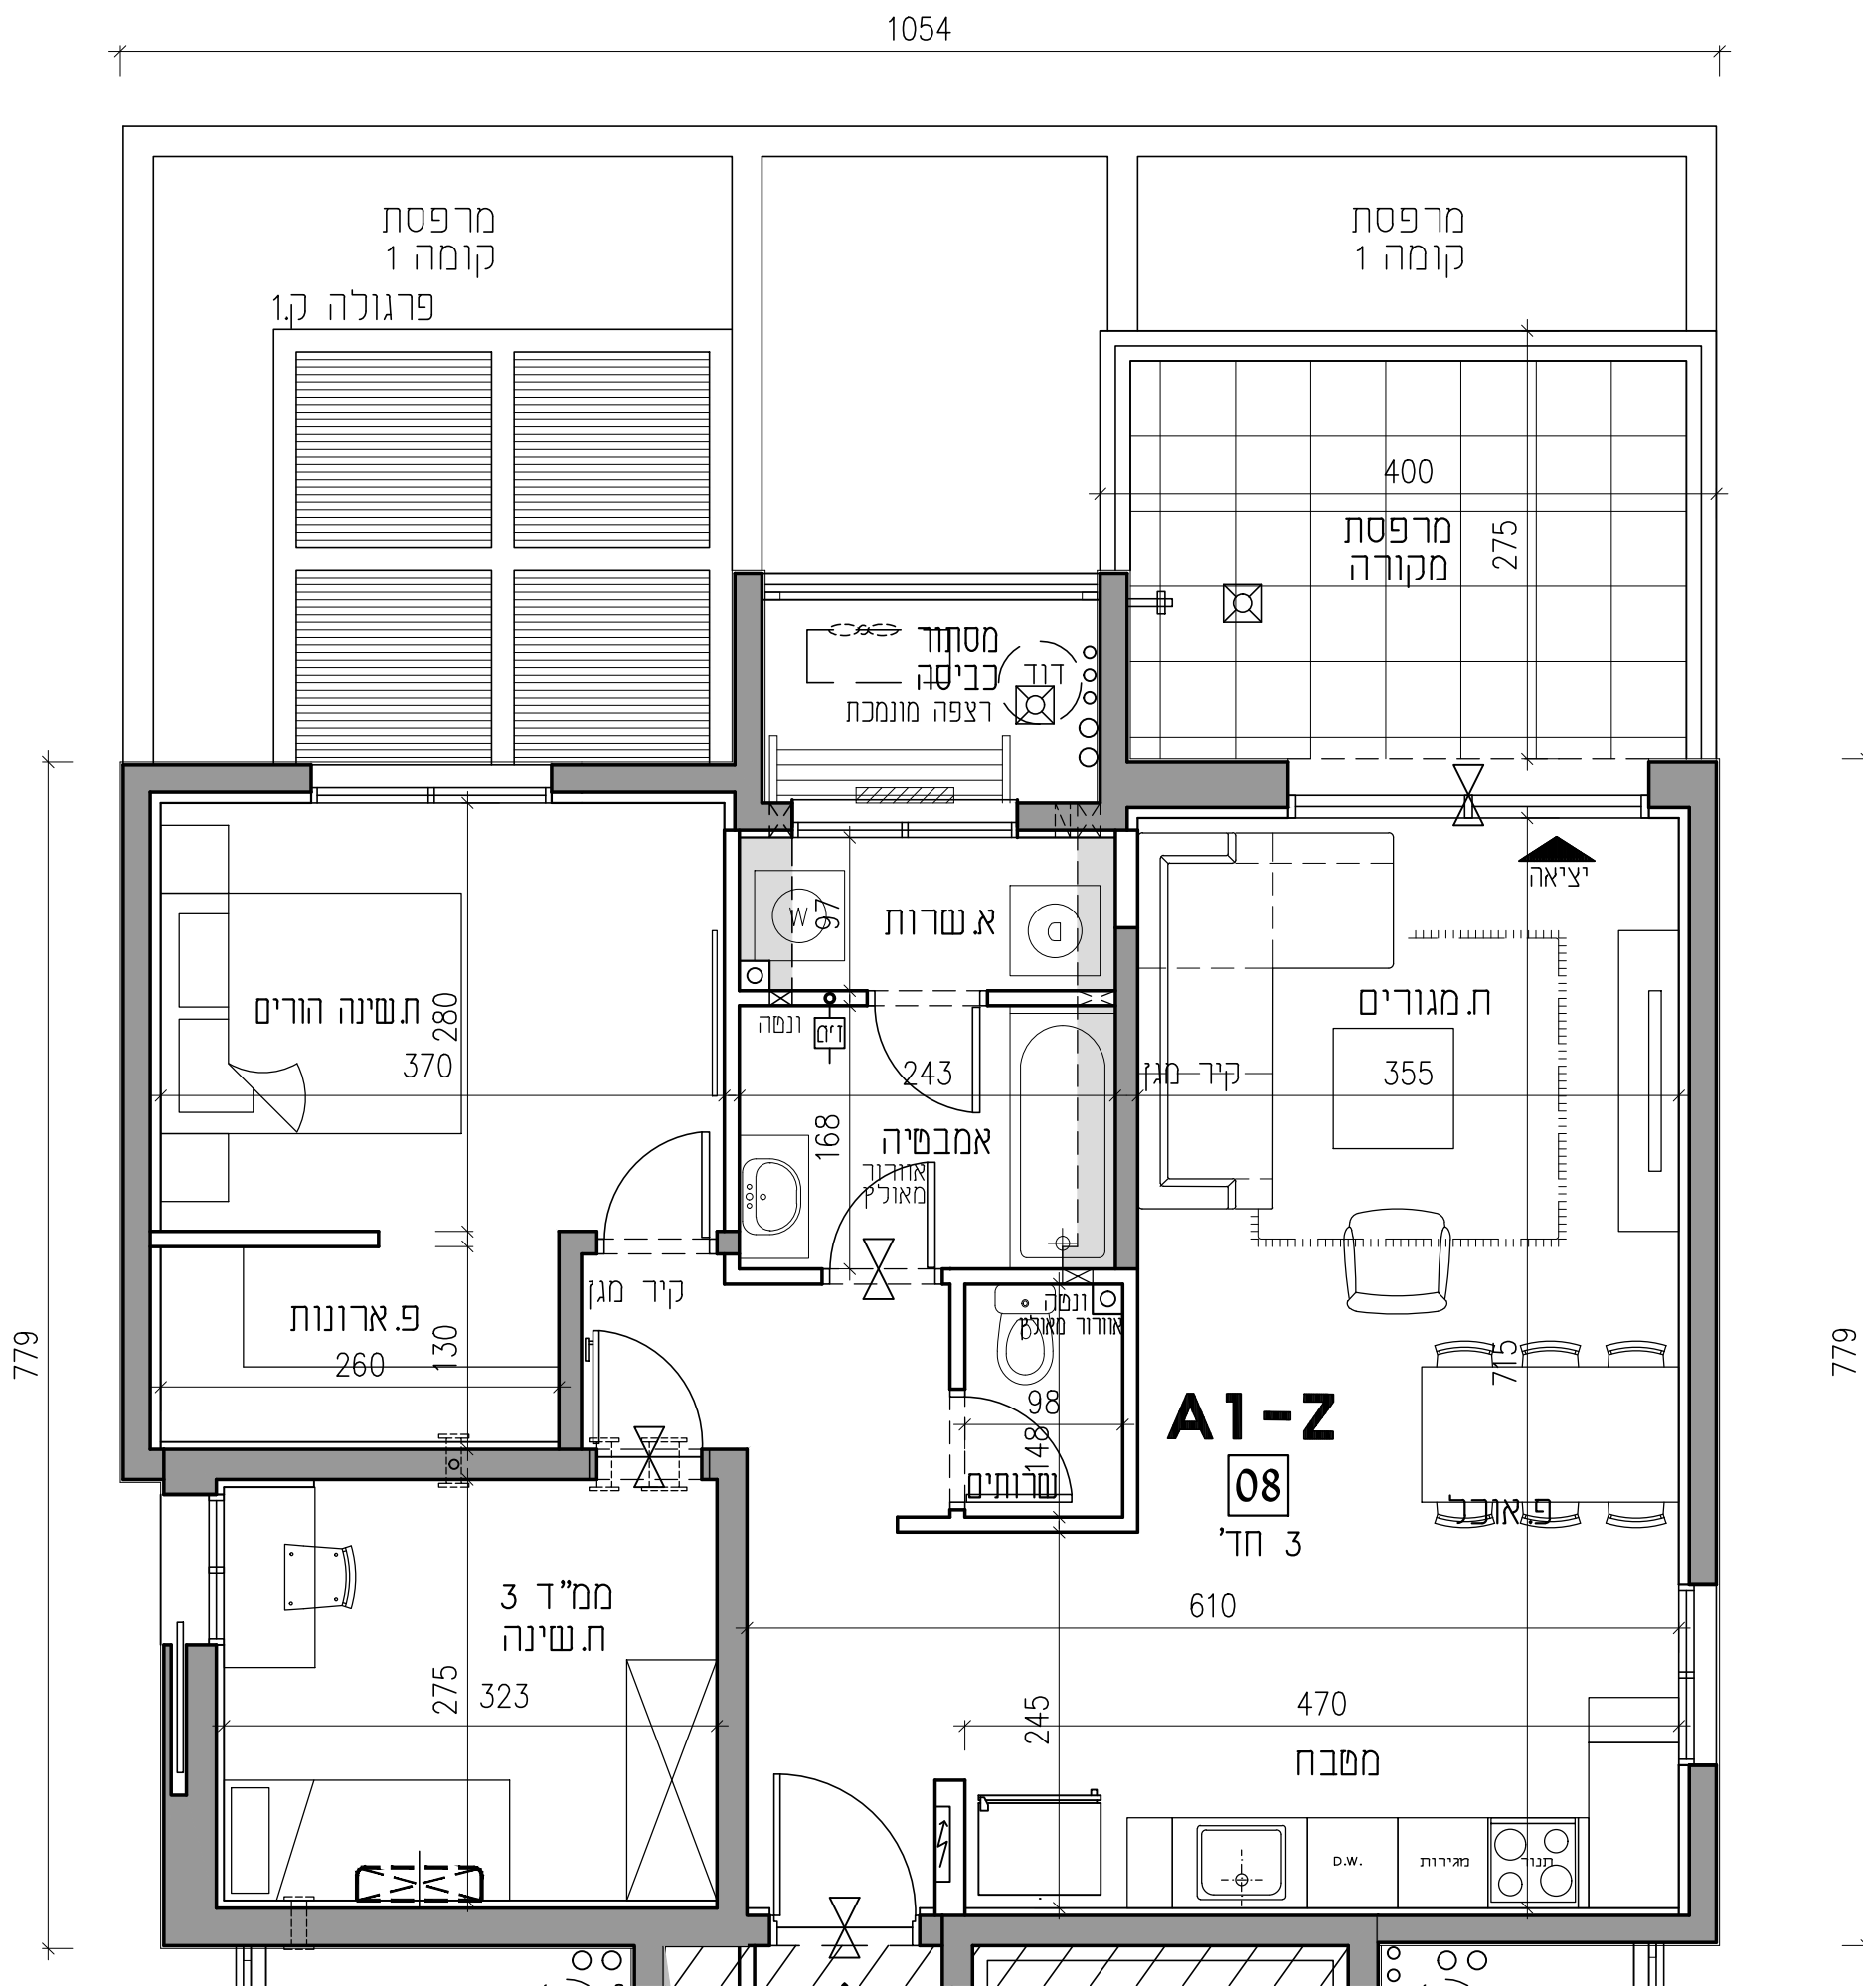 1054
מרפסת
קומה 1
פרגולה ק.1
מרפסת
קומה 1
400
275
מרפסת
מקורה
מסתור
כביסה
רצפה מונמכת
דוד
יציאה
W
97
א.שרות
D
ח.שינה הורים
280
370
ונטה
243
168
אמבטיה
אוורור
מאולץ
ח.מגורים
קיר מגן
355
קיר מגן
ונטה
אוורור מאולץ
פ.ארונות
130
260
98
148
שרותים
A1-Z
08
3 חד'
715
פ.אוכל
779
779
ממ"ד 3
ח.שינה
275
323
610
470
245
מטבח
D.W.
מגירות
תנור